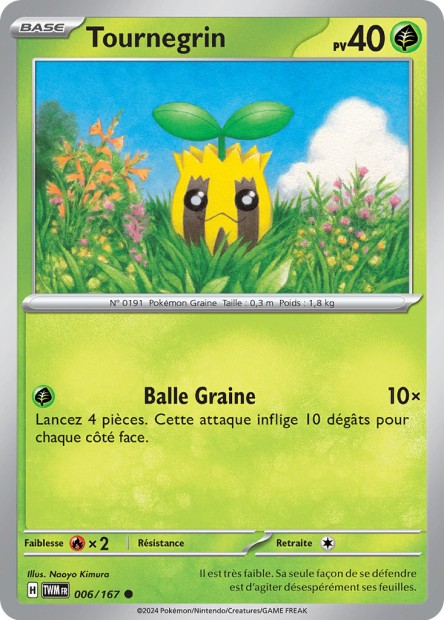 BASE
Tournegrin
PV 40
N° 0191 Pokémon Graine Taille : 0,3 m Poids : 1,8 kg
Balle Graine 10×
Lancez 4 pièces. Cette attaque inflige 10 dégâts pour
chaque côté face.
Faiblesse ×2 Résistance Retraite
Illus. Naoyo Kimura
H TWM FR 006/167
Il est très faible. Sa seule façon de se défendre
est d'agiter désespérément ses feuilles.
©2024 Pokémon/Nintendo/Creatures/GAME FREAK